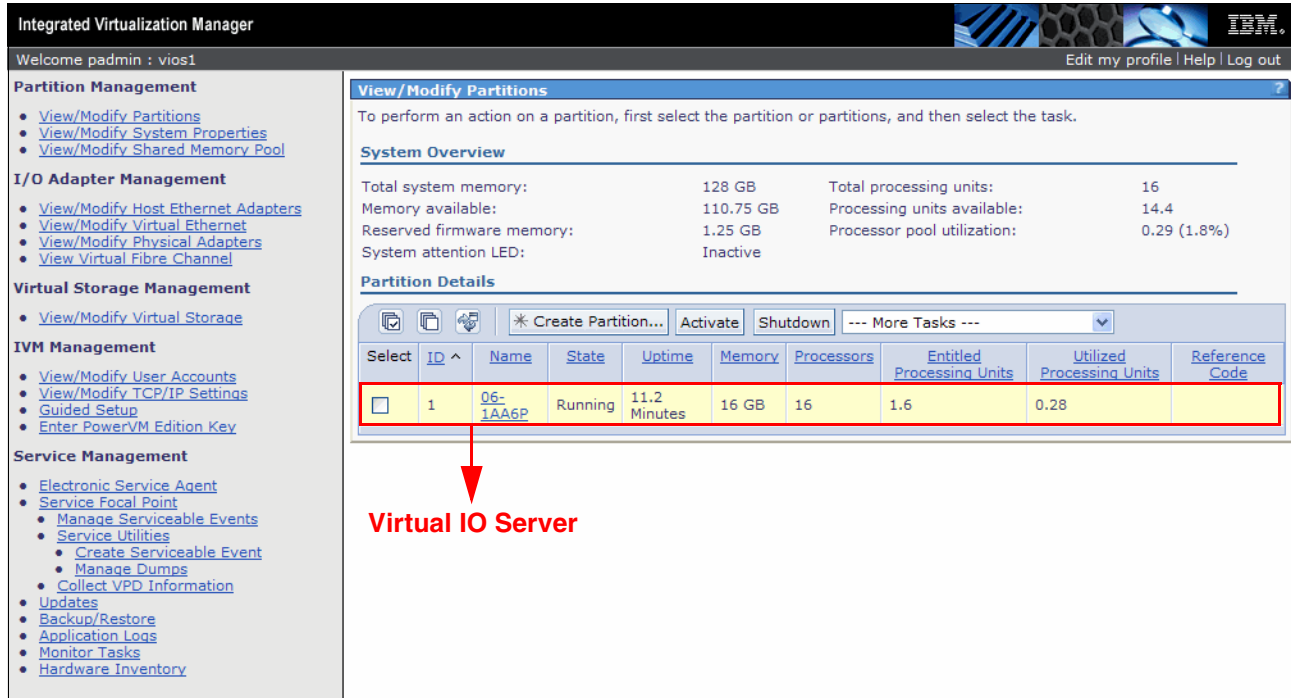 Integrated Virtualization Manager
IBM.
Welcome padmin : vios1
Edit my profile | Help | Log out
Partition Management
View/Modify Partitions
View/Modify System Properties
View/Modify Shared Memory Pool
I/O Adapter Management
View/Modify Host Ethernet Adapters
View/Modify Virtual Ethernet
View/Modify Physical Adapters
View Virtual Fibre Channel
Virtual Storage Management
View/Modify Virtual Storage
IVM Management
View/Modify User Accounts
View/Modify TCP/IP Settings
Guided Setup
Enter PowerVM Edition Key
Service Management
Electronic Service Agent
Service Focal Point
Manage Serviceable Events
Service Utilities
Create Serviceable Event
Manage Dumps
Collect VPD Information
Updates
Backup/Restore
Application Logs
Monitor Tasks
Hardware Inventory
View/Modify Partitions ?
To perform an action on a partition, first select the partition or partitions, and then select the task.
System Overview
Total system memory: 128 GB Total processing units: 16
Memory available: 110.75 GB Processing units available: 14.4
Reserved firmware memory: 1.25 GB Processor pool utilization: 0.29 (1.8%)
System attention LED: Inactive
Partition Details
Create Partition... Activate Shutdown --- More Tasks ---
Select ID ^ Name State Uptime Memory Processors Entitled Processing Units Utilized Processing Units Reference Code
1 06-1AA6P Running 11.2 Minutes 16 GB 16 1.6 0.28
Virtual IO Server